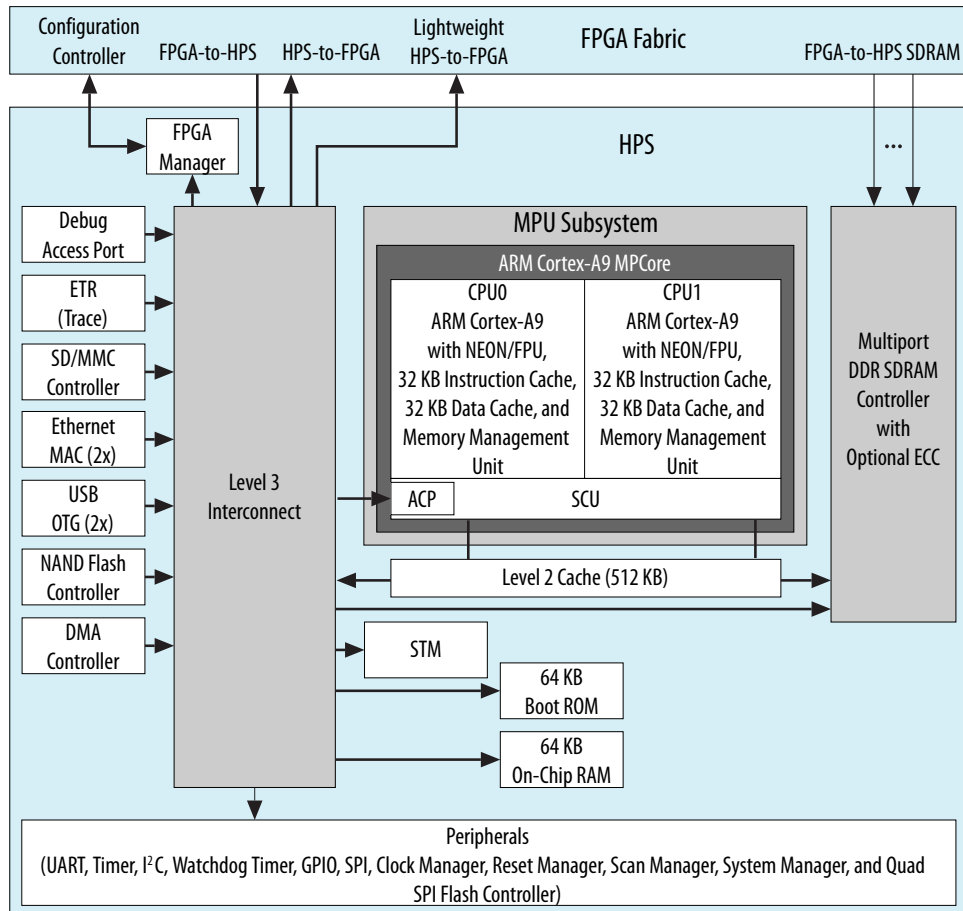 Configuration
Controller
FPGA-to-HPS
HPS-to-FPGA
Lightweight
HPS-to-FPGA
FPGA Fabric
FPGA-to-HPS SDRAM
FPGA
Manager
HPS
...
Debug
Access Port
ETR
(Trace)
SD/MMC
Controller
Ethernet
MAC (2x)
USB
OTG (2x)
NAND Flash
Controller
DMA
Controller
Level 3
Interconnect
MPU Subsystem
ARM Cortex-A9 MPCore
CPU0
ARM Cortex-A9
with NEON/FPU,
32 KB Instruction Cache,
32 KB Data Cache, and
Memory Management
Unit
CPU1
ARM Cortex-A9
with NEON/FPU,
32 KB Instruction Cache,
32 KB Data Cache, and
Memory Management
Unit
ACP
SCU
Level 2 Cache (512 KB)
Multiport
DDR SDRAM
Controller
with
Optional ECC
STM
64 KB
Boot ROM
64 KB
On-Chip RAM
Peripherals
(UART, Timer, I²C, Watchdog Timer, GPIO, SPI, Clock Manager, Reset Manager, Scan Manager, System Manager, and Quad
SPI Flash Controller)